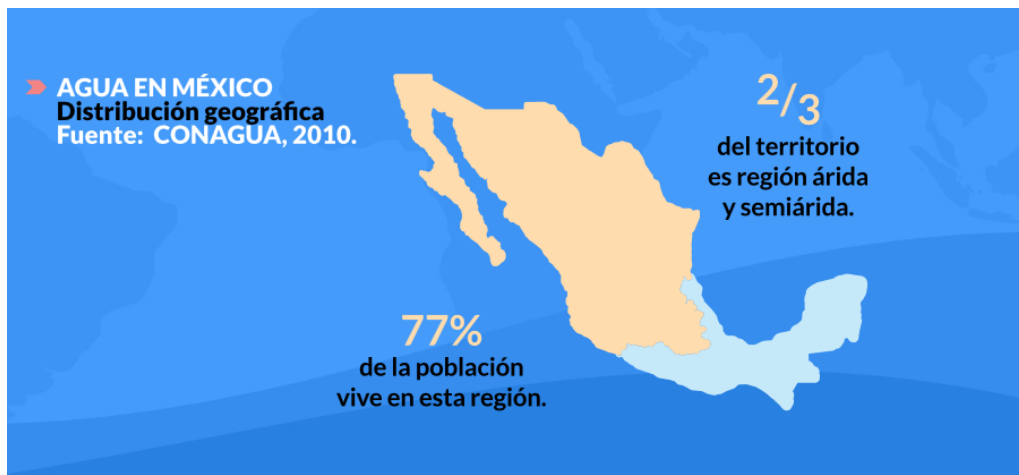 AGUA EN MÉXICO
Distribución geográfica
Fuente: CONAGUA, 2010.
2/3
del territorio
es región árida
y semiárida.
77%
de la población
vive en esta región.